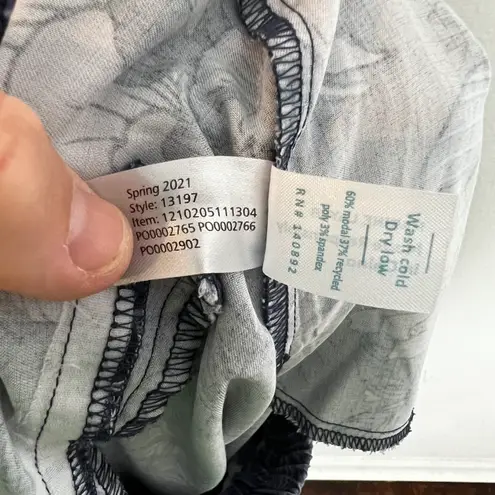 Spring 2021
Style: 13197
Item: 1210205111304
PO0002765 PO0002766
PO0002902
Wash cold
Dry low
60% modal 37% recycled
poly 3% spandex
RN# 140892